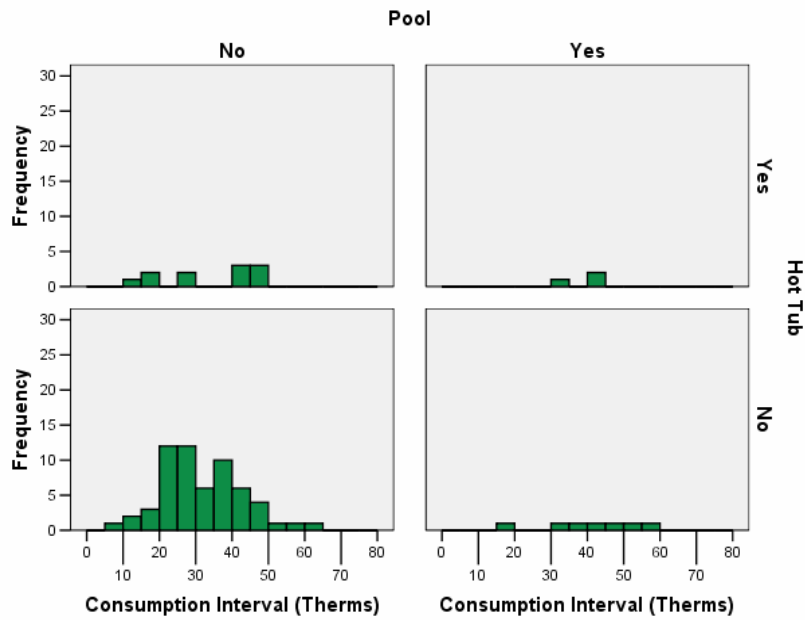 Pool
No Yes
30
25
20
15
10
5
0
Frequency
Yes
30
25
20
15
10
5
0
Frequency
No
Hot Tub
0 20 40 60 80 0 20 40 60 80
10 30 50 70 10 30 50 70
Consumption Interval (Therms) Consumption Interval (Therms)